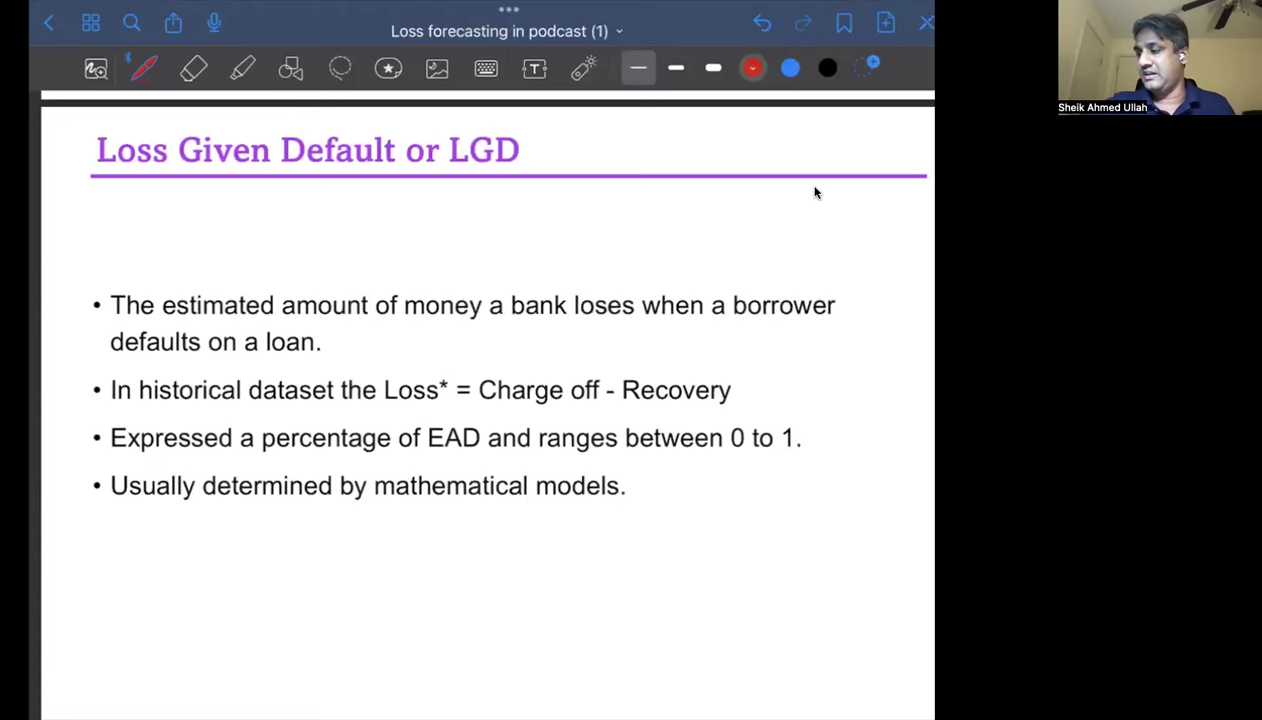 Loss forecasting in podcast (1)
Sheik Ahmed Ullah
Loss Given Default or LGD
• The estimated amount of money a bank loses when a borrower
defaults on a loan.
• In historical dataset the Loss* = Charge off - Recovery
• Expressed a percentage of EAD and ranges between 0 to 1.
• Usually determined by mathematical models.